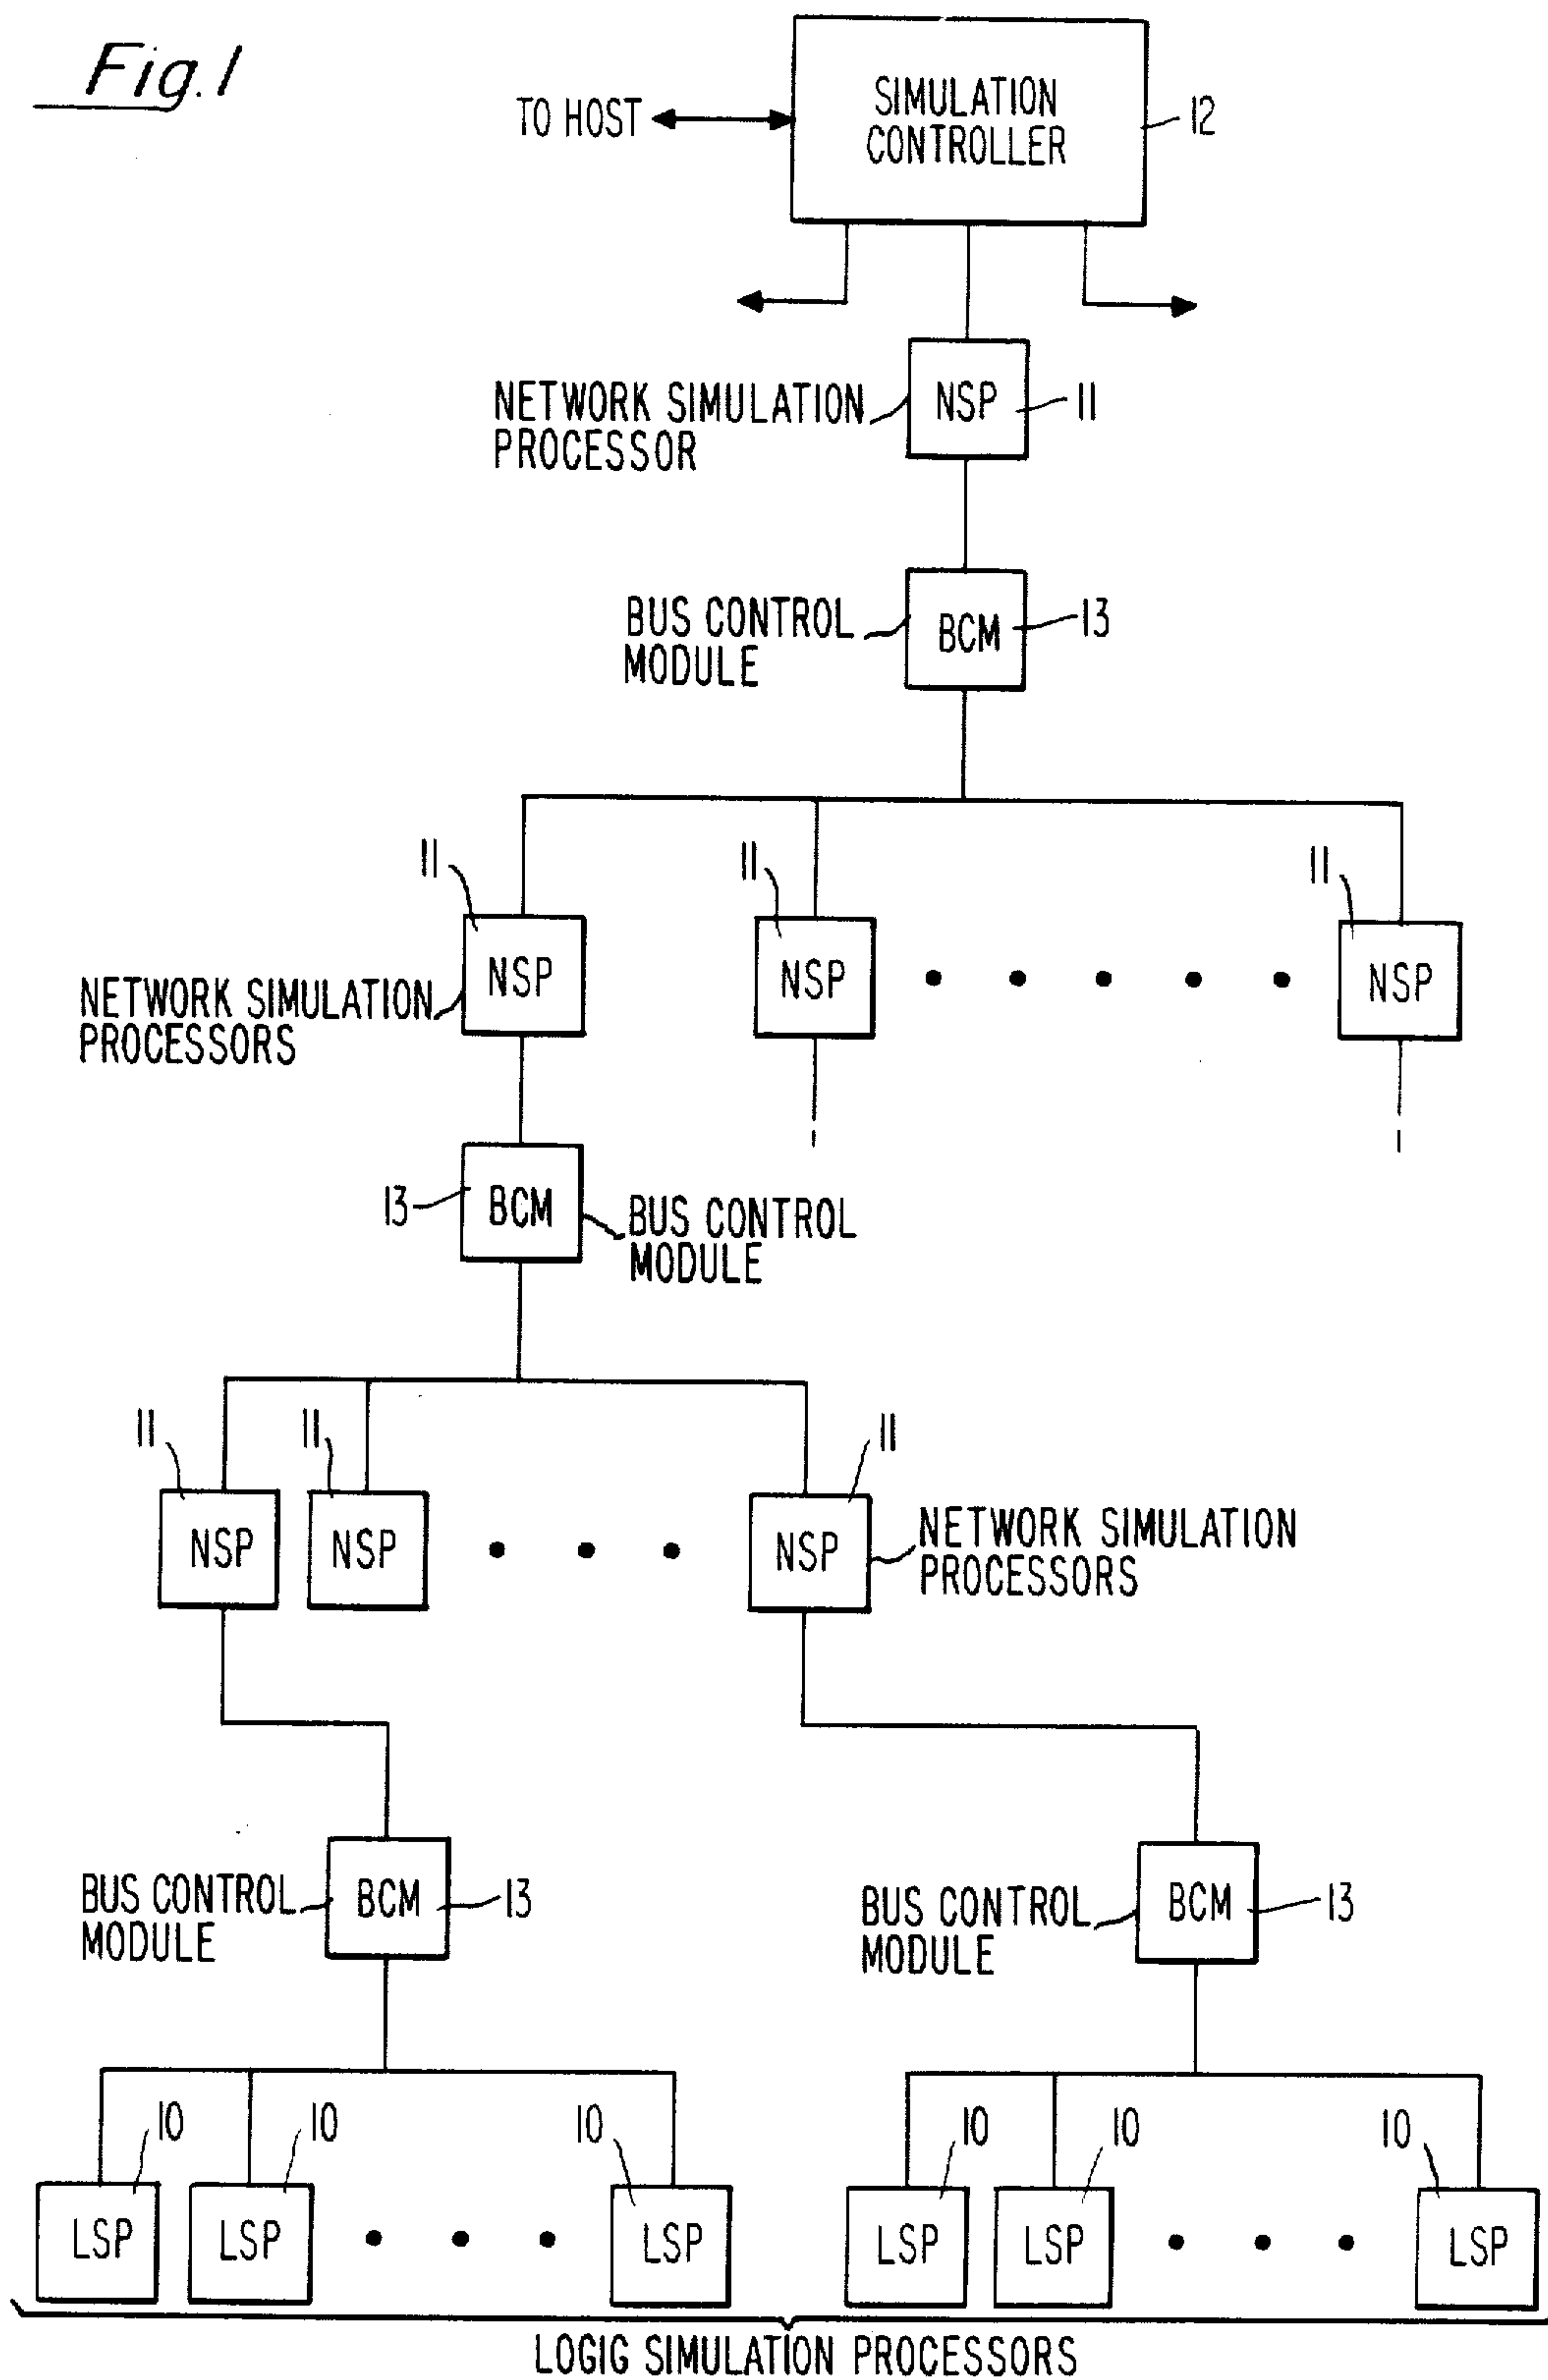 Fig.1
TO HOST
SIMULATION
CONTROLLER
12
NETWORK SIMULATION
PROCESSOR
NSP
11
BUS CONTROL
MODULE
BCM
13
11
11
11
NETWORK SIMULATION
PROCESSORS
NSP
NSP
NSP
13
BCM
BUS CONTROL
MODULE
11
11
11
NSP
NSP
NSP
NETWORK SIMULATION
PROCESSORS
BUS CONTROL
MODULE
BCM
13
BUS CONTROL
MODULE
BCM
13
10
10
10
10
10
10
LSP
LSP
LSP
LSP
LSP
LSP
LOGIG SIMULATION PROCESSORS